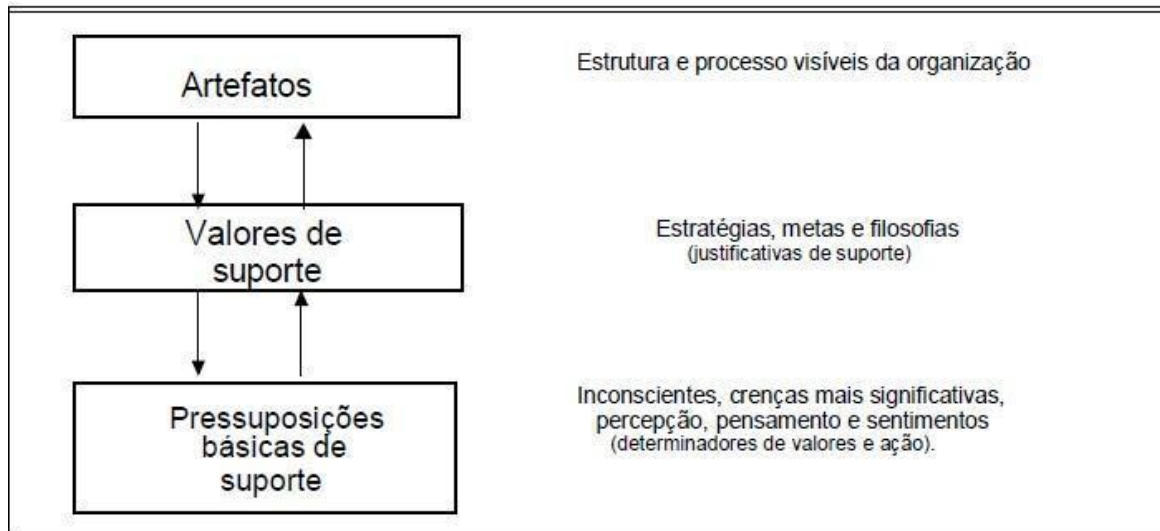 Artefatos
Estrutura e processo visíveis da organização
Valores de
suporte
Estratégias, metas e filosofias
(justificativas de suporte)
Pressuposições
básicas de
suporte
Inconscientes, crenças mais significativas,
percepção, pensamento e sentimentos
(determinadores de valores e ação).